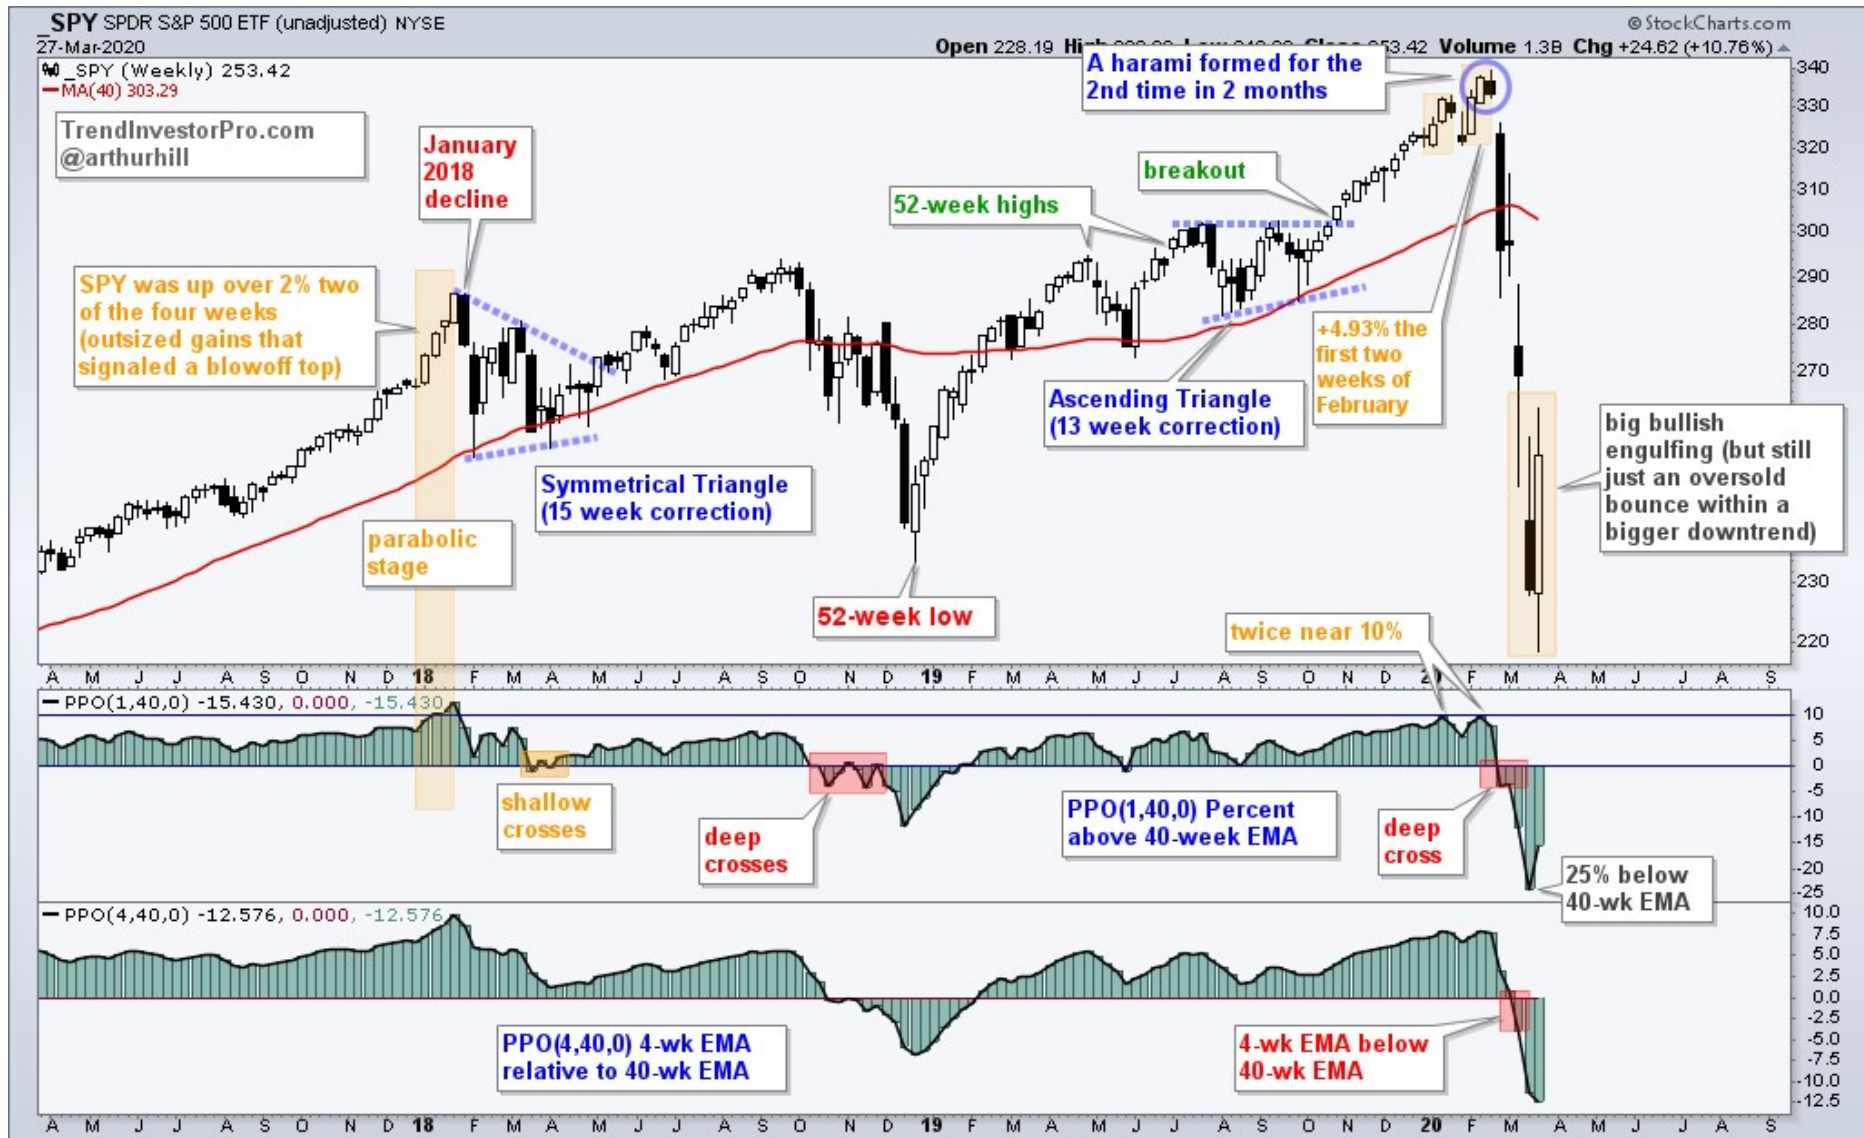 _SPY SPDR S&P 500 ETF (unadjusted) NYSE
© StockCharts.com
27-Mar-2020
Open 228.19 High Low Close 253.42 Volume 1.3B Chg +24.62 (+10.76%)
_SPY (Weekly) 253.42
MA(40) 303.29
TrendInvestorPro.com
@arthurhill
A harami formed for the
2nd time in 2 months
January
2018
decline
breakout
52-week highs
SPY was up over 2% two
of the four weeks
(outsized gains that
signaled a blowoff top)
+4.93% the
first two
weeks of
February
Ascending Triangle
(13 week correction)
big bullish
engulfing (but still
just an oversold
bounce within a
bigger downtrend)
Symmetrical Triangle
(15 week correction)
parabolic
stage
52-week low
twice near 10%
340
330
320
310
300
290
280
270
230
220
A M J J A S O N D 18 F M A M J J A S O N D 19 F M A M J J A S O N D 20 F M A M J J A S
PPO(1,40,0) -15.430, 0.000, -15.430
10
5
0
-5
-10
-15
-20
-25
shallow
crosses
deep
crosses
PPO(1,40,0) Percent
above 40-week EMA
deep
cross
25% below
40-wk EMA
PPO(4,40,0) -12.576, 0.000, -12.576
10.0
7.5
5.0
2.5
0.0
-2.5
-5.0
-7.5
-10.0
-12.5
PPO(4,40,0) 4-wk EMA
relative to 40-wk EMA
4-wk EMA below
40-wk EMA
A M J J A S O N D 18 F M A M J J A S O N D 19 F M A M J J A S O N D 20 F M A M J J A S